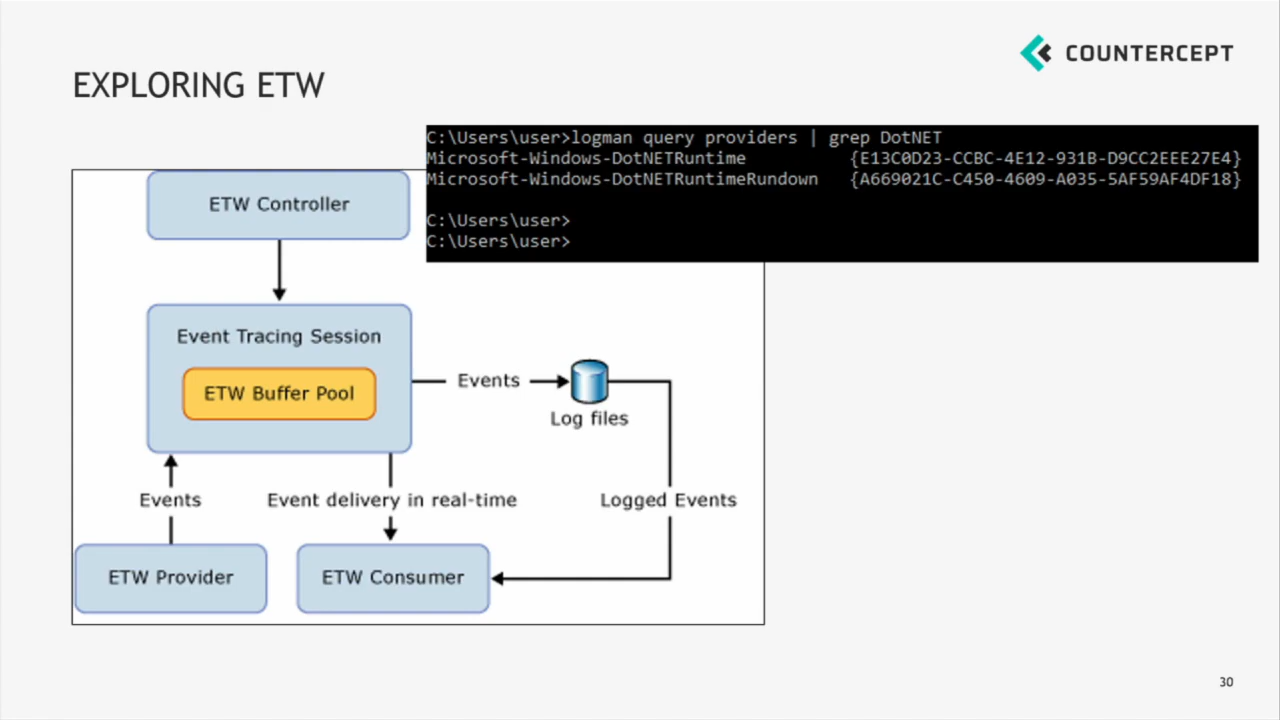 COUNTERCEPT
EXPLORING ETW
C:\Users\user>logman query providers | grep DotNET
Microsoft-Windows-DotNETRuntime {E13C0D23-CCBC-4E12-931B-D9CC2EEE27E4}
Microsoft-Windows-DotNETRuntimeRundown {A669021C-C450-4609-A035-5AF59AF4DF18}
C:\Users\user>
C:\Users\user>
ETW Controller
Event Tracing Session
ETW Buffer Pool
Events
Log files
Events
Event delivery in real-time
Logged Events
ETW Provider
ETW Consumer
30